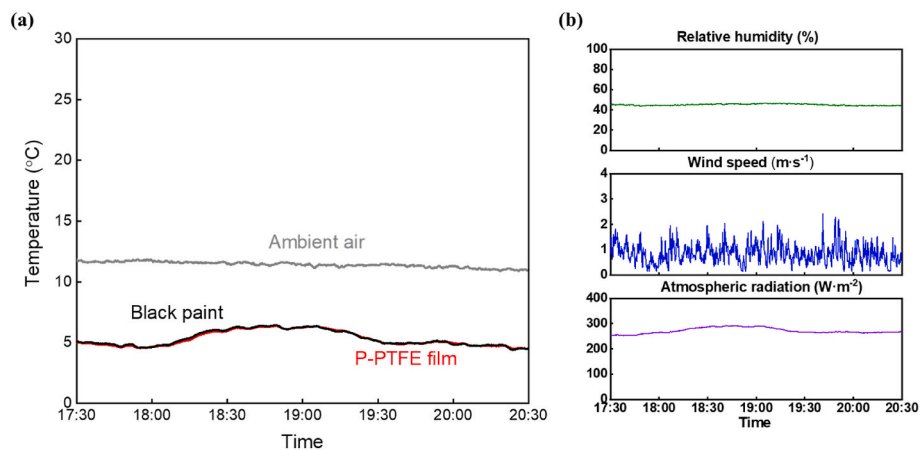 (a)
30
25
20
15
10
5
0
Temperature (°C)
Ambient air
Black paint
P-PTFE film
17:30 18:00 18:30 19:00 19:30 20:00 20:30
Time
(b)
Relative humidity (%)
100
80
60
40
20
0
Wind speed (m·s⁻¹)
4
3
2
1
0
Atmospheric radiation (W·m⁻²)
400
300
200
100
0
17:30 18:00 18:30 19:00 19:30 20:00 20:30
Time